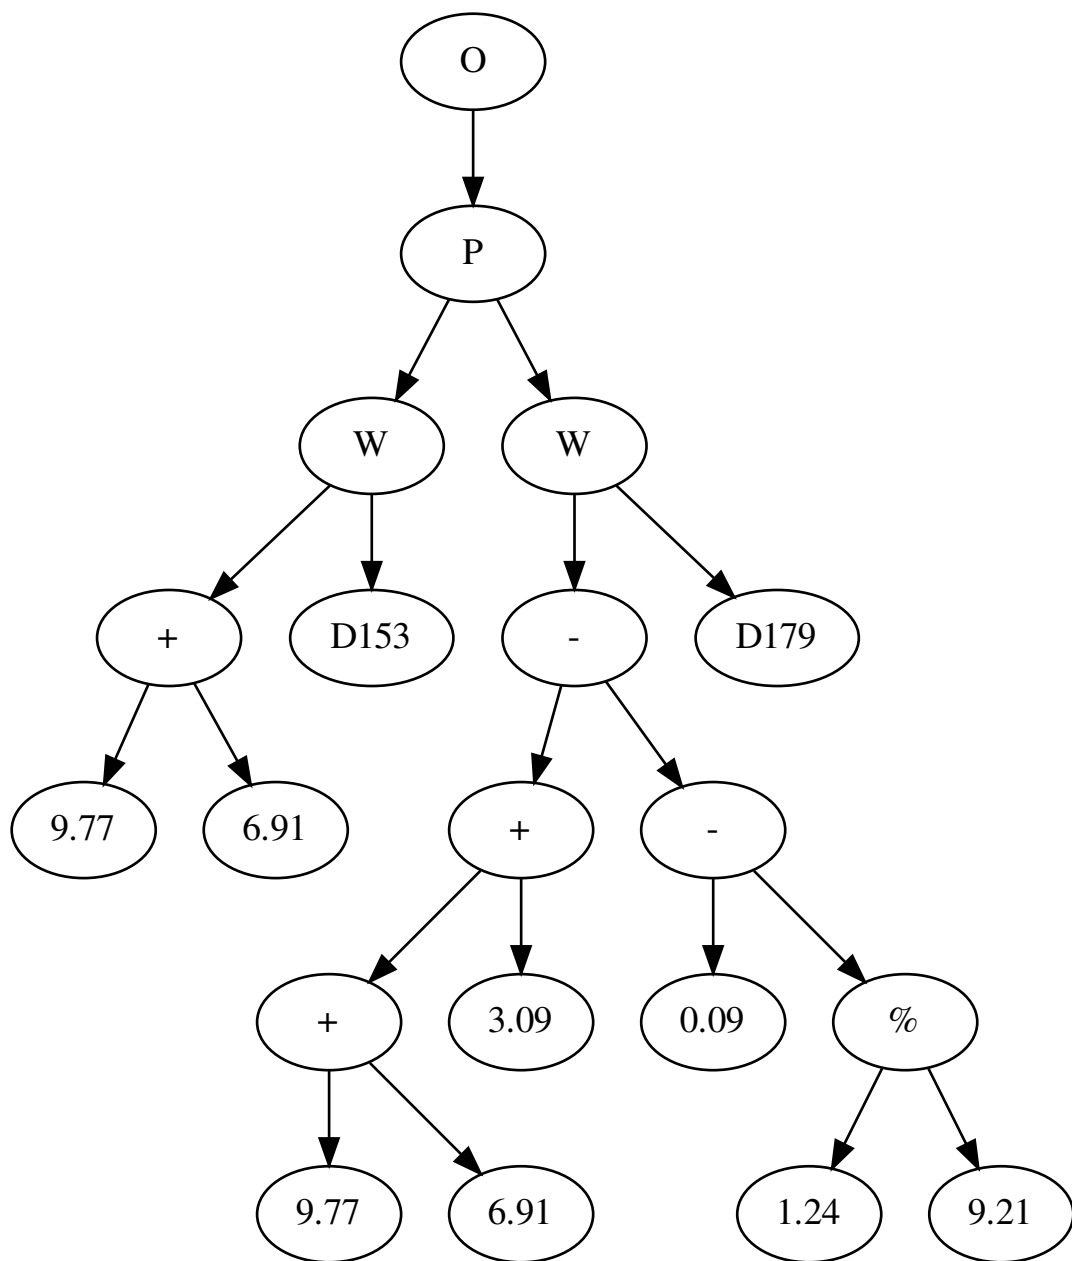 O
P
W W
+ D153 - D179
9.77 6.91 + -
+ 3.09 0.09 %
9.77 6.91 1.24 9.21